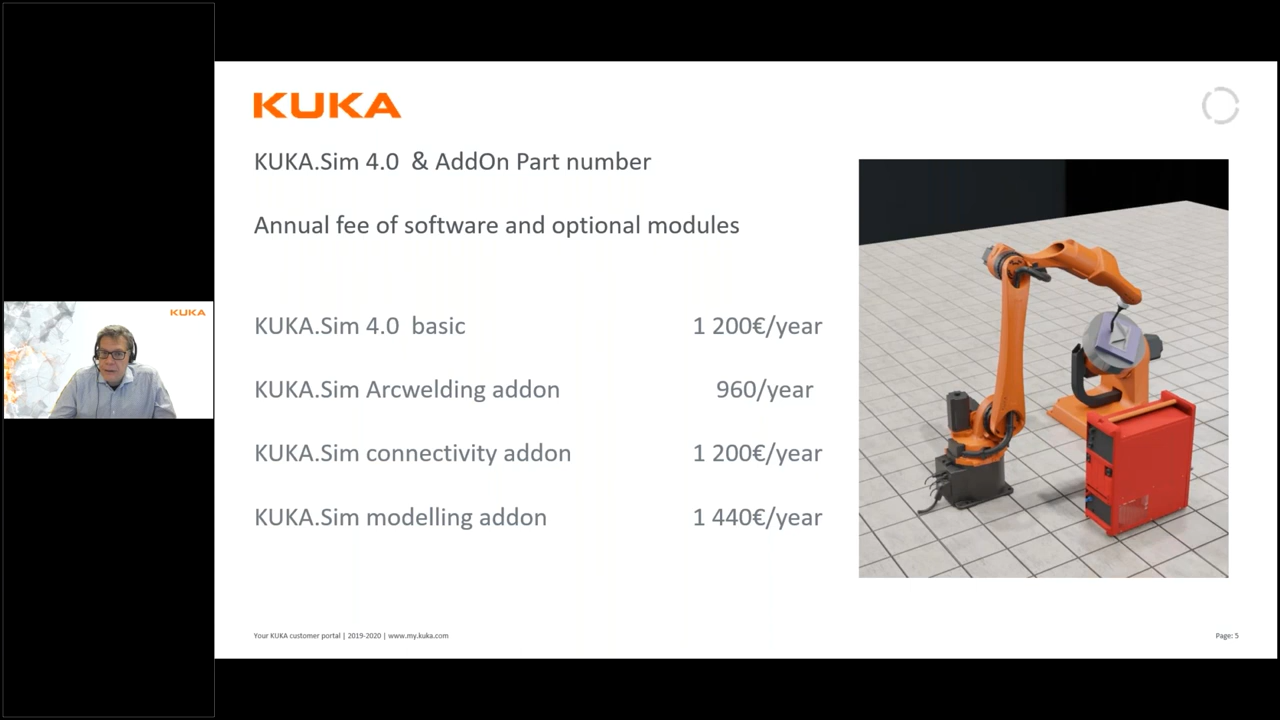 KUKA
KUKA.Sim 4.0 & AddOn Part number
Annual fee of software and optional modules
KUKA.Sim 4.0 basic 1 200€/year
KUKA.Sim Arcwelding addon 960/year
KUKA.Sim connectivity addon 1 200€/year
KUKA.Sim modelling addon 1 440€/year
Your KUKA customer portal | 2019-2020 | www.my.kuka.com
Page: 5
KUKA